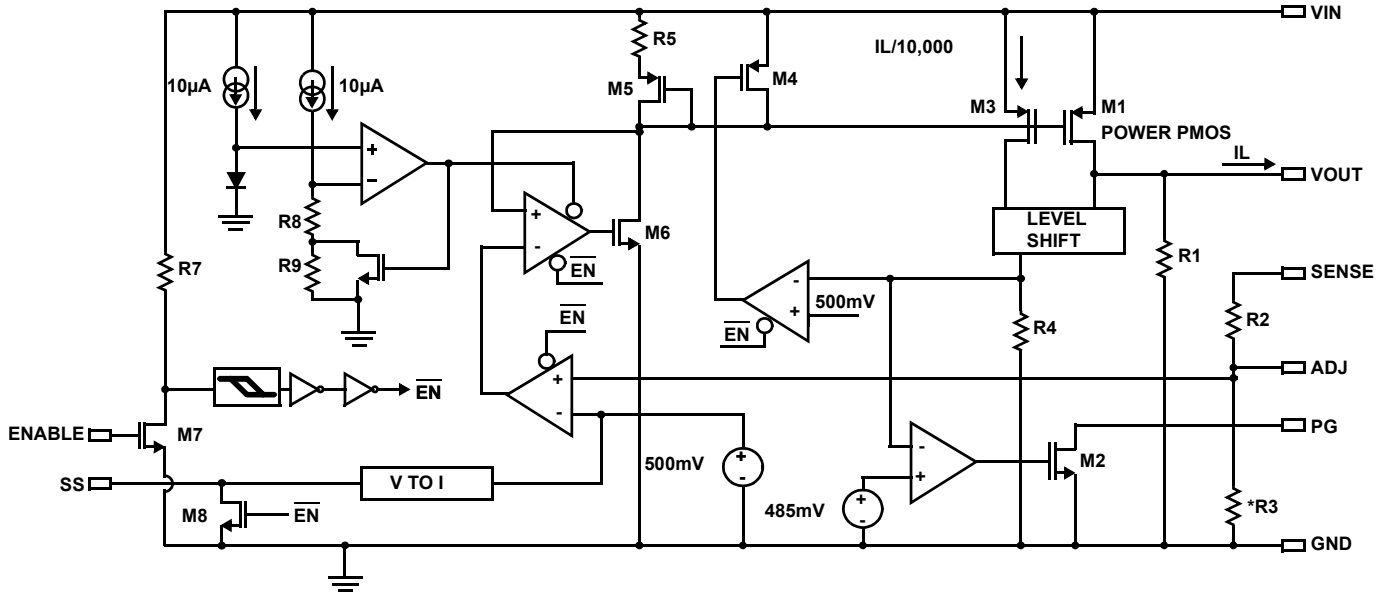 VIN
R5
IL/10,000
10µA
10µA
M5
M4
M3
M1
POWER PMOS
+
-
IL
VOUT
+
-
R8
M6
LEVEL
SHIFT
R7
R9
EN
R1
SENSE
-
+
500mV
EN
EN
R4
R2
+
-
ADJ
EN
ENABLE
M7
500mV
+
-
-
+
M2
PG
SS
V TO I
M8
EN
485mV
+
-
*R3
GND